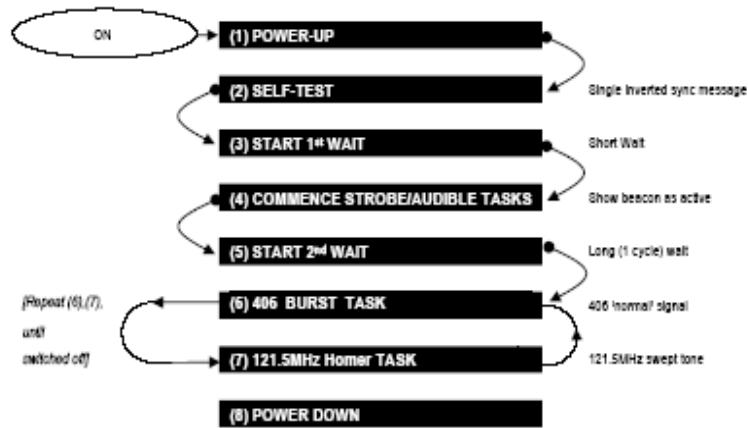 ON
(1) POWER-UP
(2) SELF-TEST
Single inverted sync message
(3) START 1st WAIT
Short Wait
(4) COMMENCE STROBE/AUDIBLE TASKS
Show beacon as active
(5) START 2nd WAIT
Long (1 cycle) wait
[Repeat (6),(7),
until
switched off]
(6) 406 BURST TASK
406 'normal' signal
(7) 121.5MHz Homer TASK
121.5MHz swept tone
(8) POWER DOWN